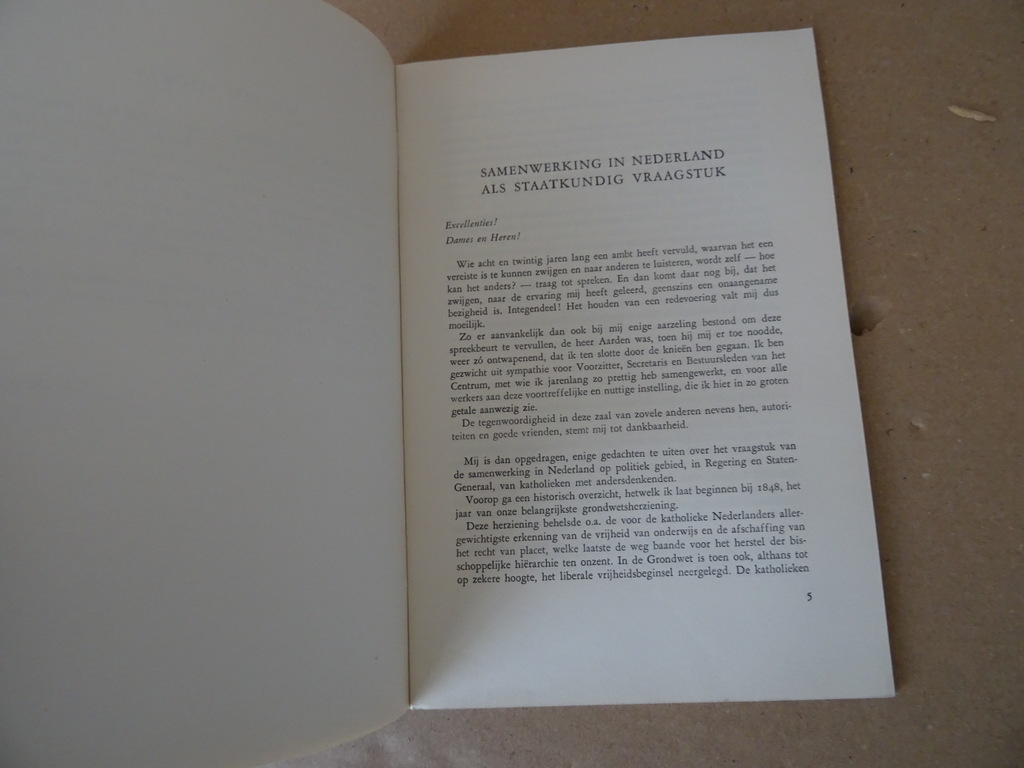 SAMENWERKING IN NEDERLAND
ALS STAATKUNDIG VRAAGSTUK
Excellenties!
Dames en Heren!
Wie acht en twintig jaren lang een ambt heeft vervuld, waarvan het een
vereiste is te kunnen zwijgen en naar anderen te luisteren, wordt zelf — hoe
kan het anders? — traag tot spreken. En dan komt daar nog bij, dat het
zwijgen, naar de ervaring mij heeft geleerd, geenszins een onaangename
bezigheid is. Integendeel! Het houden van een redevoering valt mij dus
moeilijk.
Zo er aanvankelijk dan ook bij mij enige aarzeling bestond om deze
spreekbeurt te vervullen, de heer Aarden was, toen hij mij er toe noodde,
weer zó ontwapenend, dat ik ten slotte door de knieën ben gegaan. Ik ben
gezwicht uit sympathie voor Voorzitter, Secretaris en Bestuursleden van het
Centrum, met wie ik jarenlang zo prettig heb samengewerkt, en voor alle
werkers aan deze voortreffelijke en nuttige instelling, die ik hier in zo groten
getale aanwezig zie.
De tegenwoordigheid in deze zaal van zovele anderen nevens hen, autori-
teiten en goede vrienden, stemt mij tot dankbaarheid.
Mij is dan opgedragen, enige gedachten te uiten over het vraagstuk van
de samenwerking in Nederland op politiek gebied, in Regering en Staten-
Generaal, van katholieken met andersdenkenden.
Voorop ga een historisch overzicht, hetwelk ik laat beginnen bij 1848, het
jaar van onze belangrijkste grondwetsherziening.
Deze herziening behelsde o.a. de voor de katholieke Nederlanders aller-
gewichtigste erkenning van de vrijheid van onderwijs en de afschaffing van
het recht van placet, welke laatste de weg baande voor het herstel der bis-
schoppelijke hiërarchie ten onzent. In de Grondwet is toen ook, althans tot
op zekere hoogte, het liberale vrijheidsbeginsel neergelegd. De katholieken
5